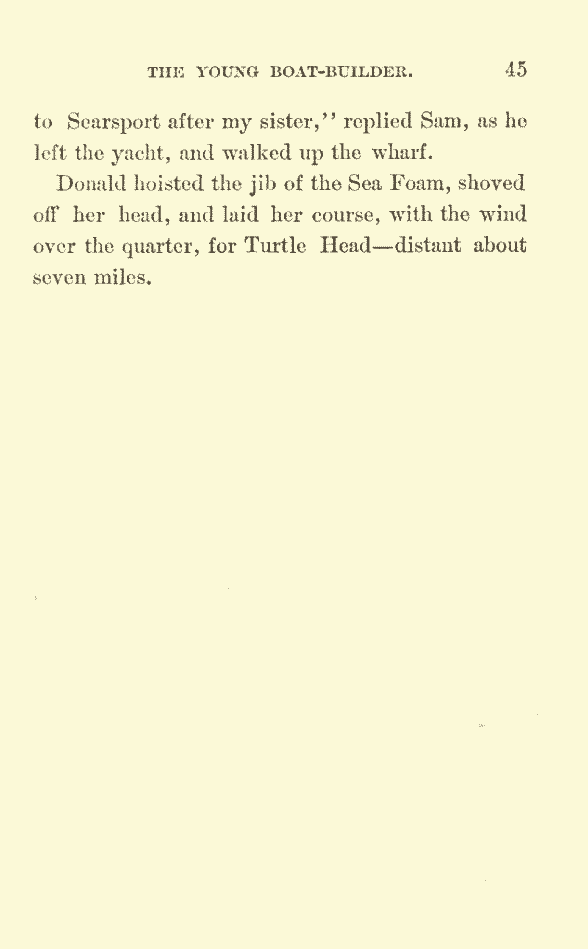 THE YOUNG BOAT-BUILDER. 45
to Searsport after my sister," replied Sam, as he
left the yacht, and walked up the wharf.
Donald hoisted the jib of the Sea Foam, shoved
off her head, and laid her course, with the wind
over the quarter, for Turtle Head—distant about
seven miles.